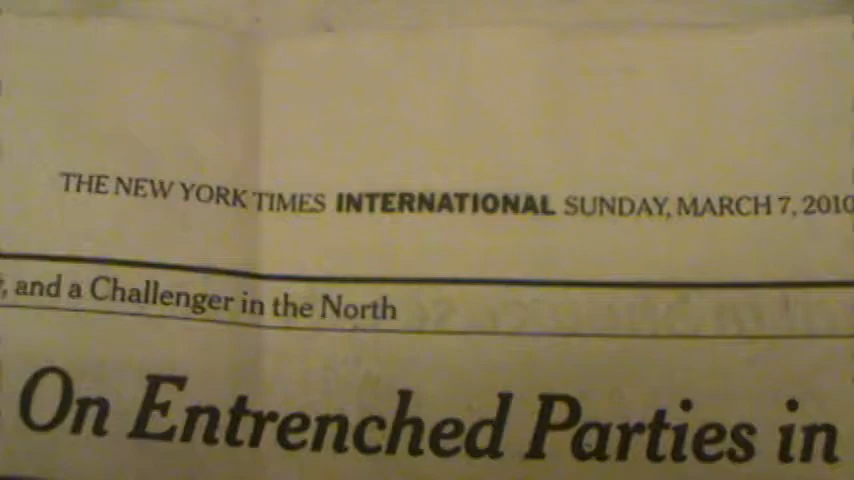 THE NEW YORK TIMES INTERNATIONAL SUNDAY, MARCH 7, 2010
, and a Challenger in the North
On Entrenched Parties in